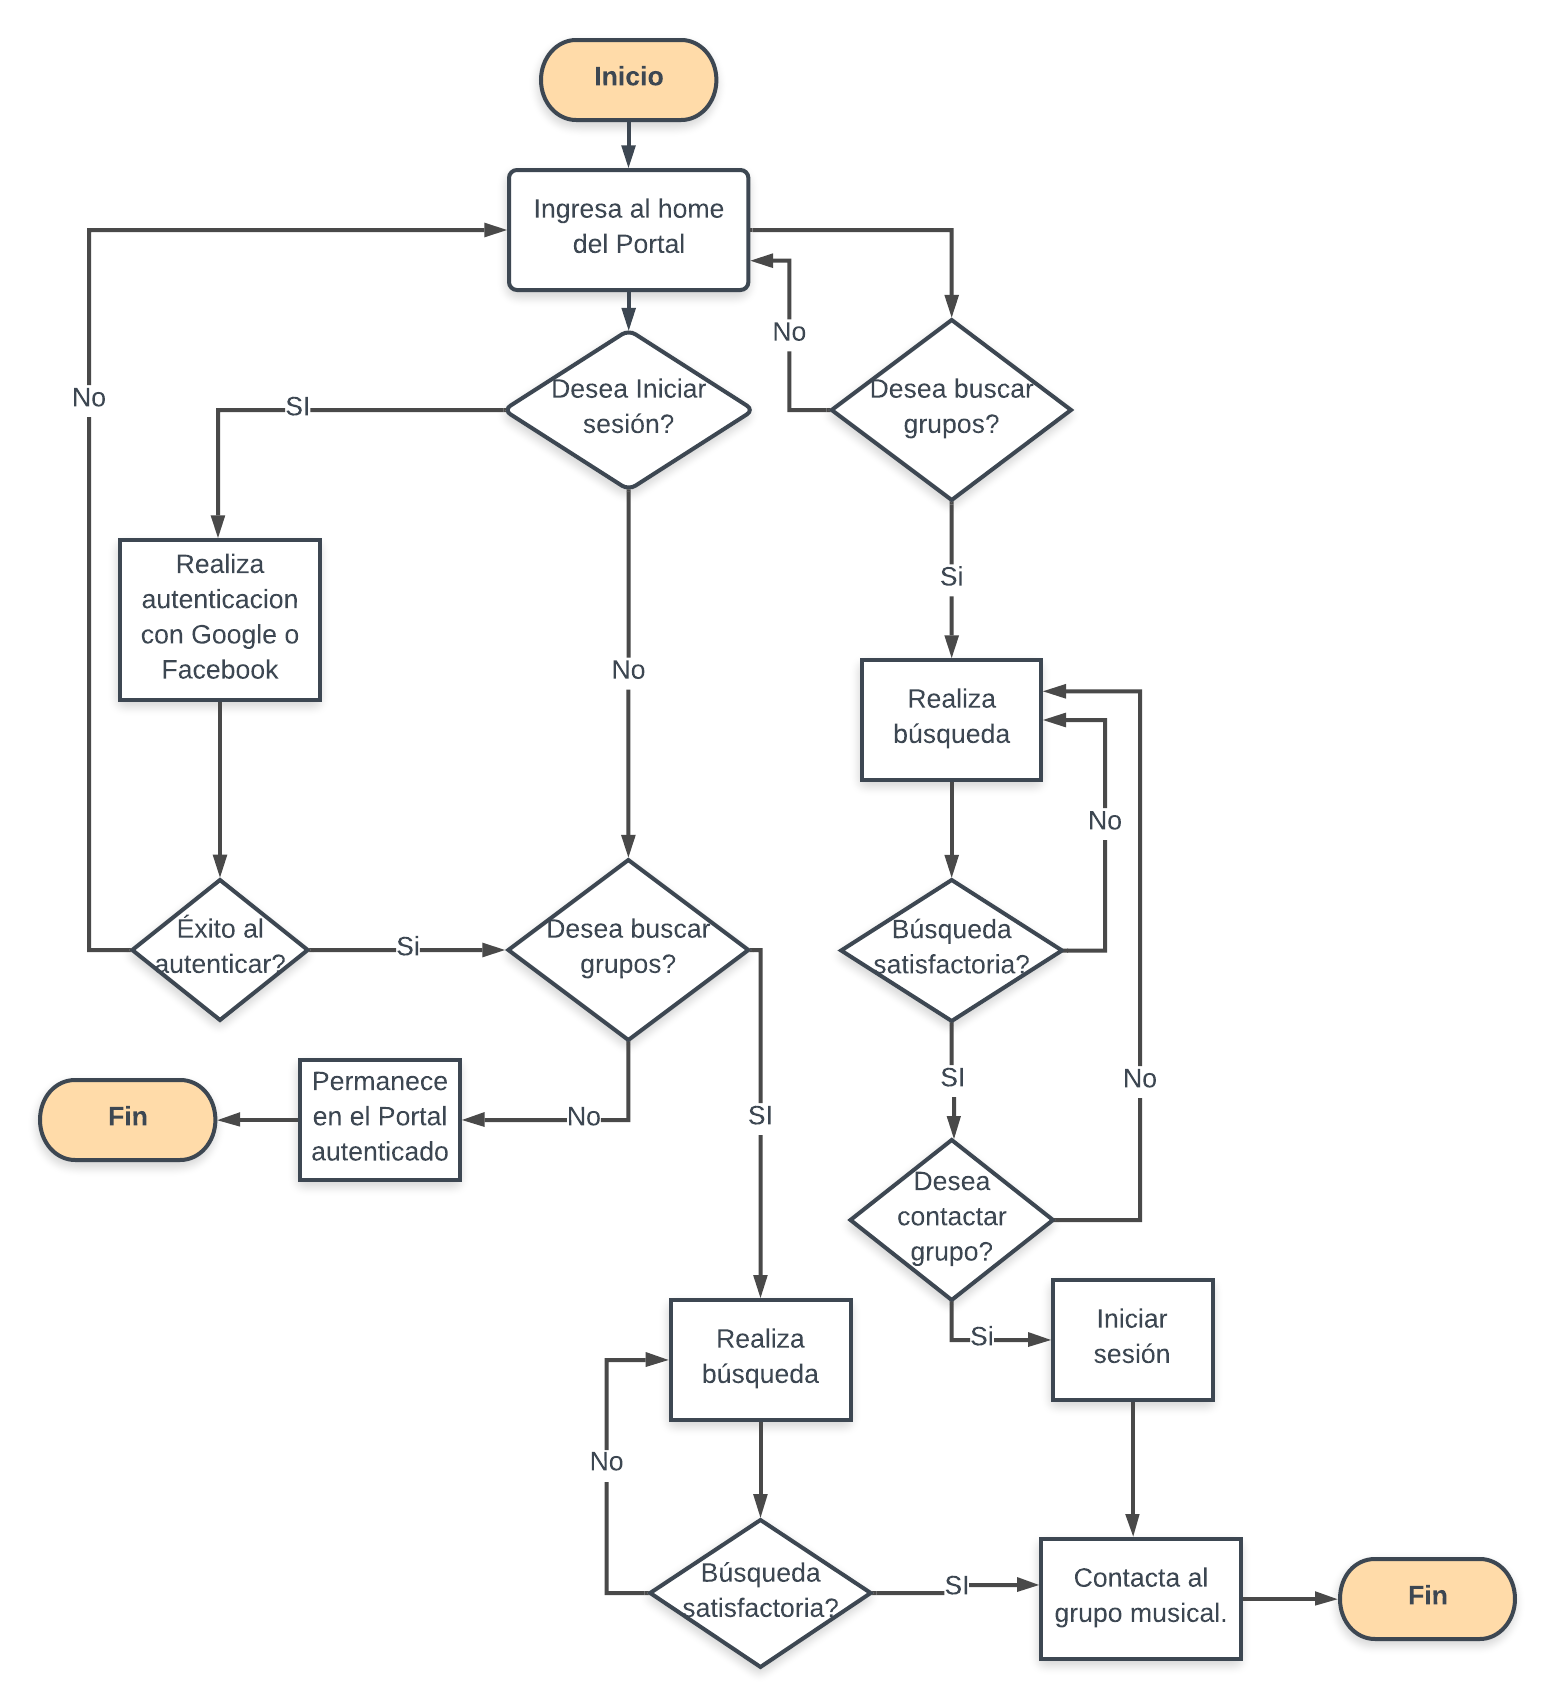 Inicio
Ingresa al home
del Portal
No
No
SI
Desea Iniciar
sesión?
Desea buscar
grupos?
Realiza
autenticacion
con Google o
Facebook
Si
No
Realiza
búsqueda
No
Éxito al
autenticar?
Si
Desea buscar
grupos?
Búsqueda
satisfactoria?
SI
No
Fin
Permanece
en el Portal
autenticado
No
SI
Desea
contactar
grupo?
Si
Iniciar
sesión
Realiza
búsqueda
No
Búsqueda
satisfactoria?
SI
Contacta al
grupo musical.
Fin